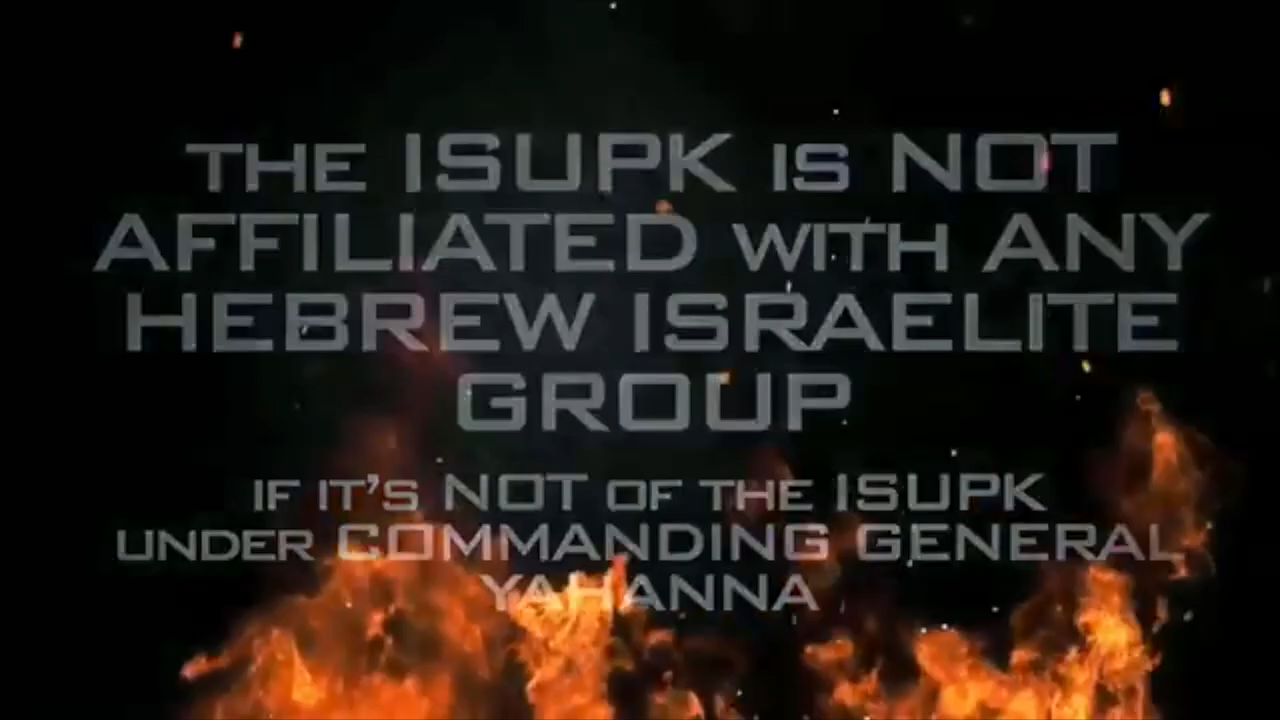 THE ISUPK IS NOT
AFFILIATED WITH ANY
HEBREW ISRAELITE
GROUP
IF IT'S NOT OF THE ISUPK
UNDER COMMANDING GENERAL
YAHANNA